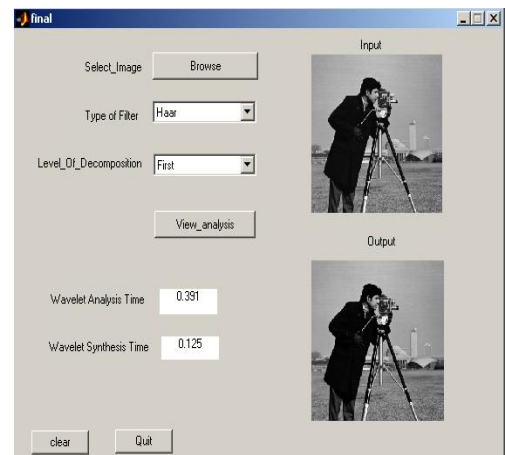 final
Input
Select_Image
Browse
Type of Filter
Haar
Level_Of_Decomposition
First
View_analysis
Output
Wavelet Analysis Time
0.391
Wavelet Synthesis Time
0.125
clear
Quit